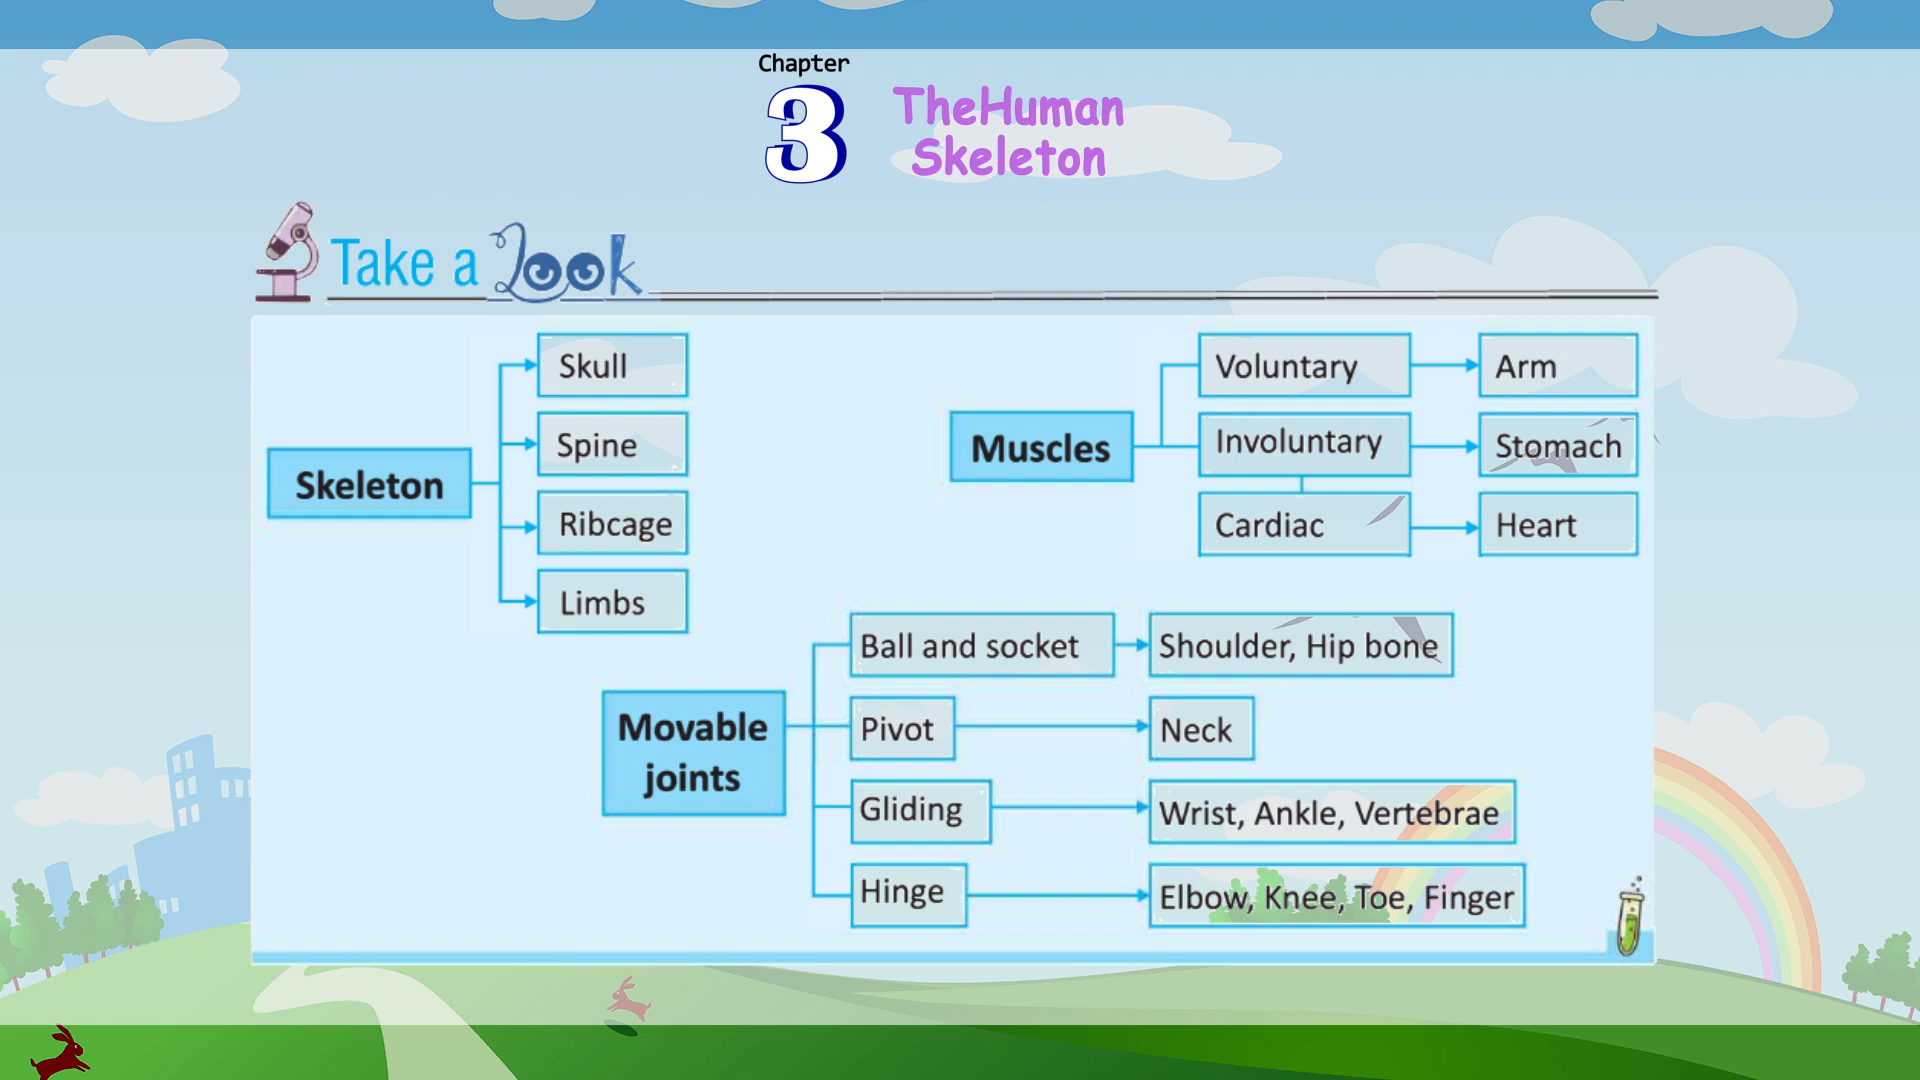 Chapter
3
TheHuman
Skeleton
Take a Look
Skeleton
Skull
Spine
Ribcage
Limbs
Muscles
Voluntary
Arm
Involuntary
Stomach
Cardiac
Heart
Movable
joints
Ball and socket
Shoulder, Hip bone
Pivot
Neck
Gliding
Wrist, Ankle, Vertebrae
Hinge
Elbow, Knee, Toe, Finger